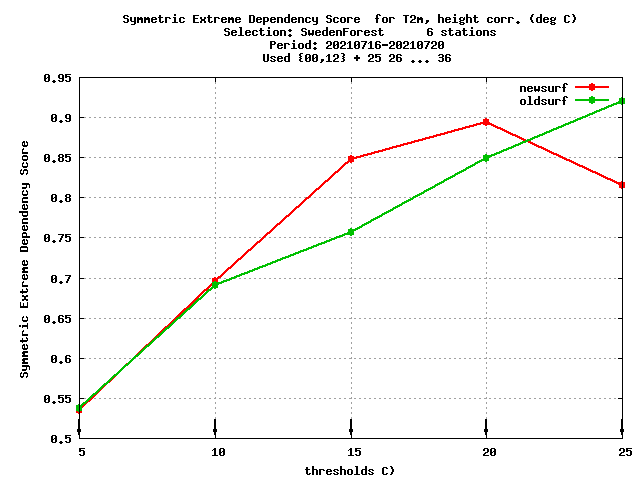 Symmetric Extreme Dependency Score  for T2m, height corr. (deg C)
Selection: SwedenForest      6 stations
Period: 20210716-20210720
Used {00,12} + 25 26 ... 36
newsurf
oldsurf
0.95
0.9
0.85
0.8
0.75
0.7
0.65
0.6
0.55
0.5
Symmetric Extreme Dependency Score
5 10 15 20 25
thresholds C)